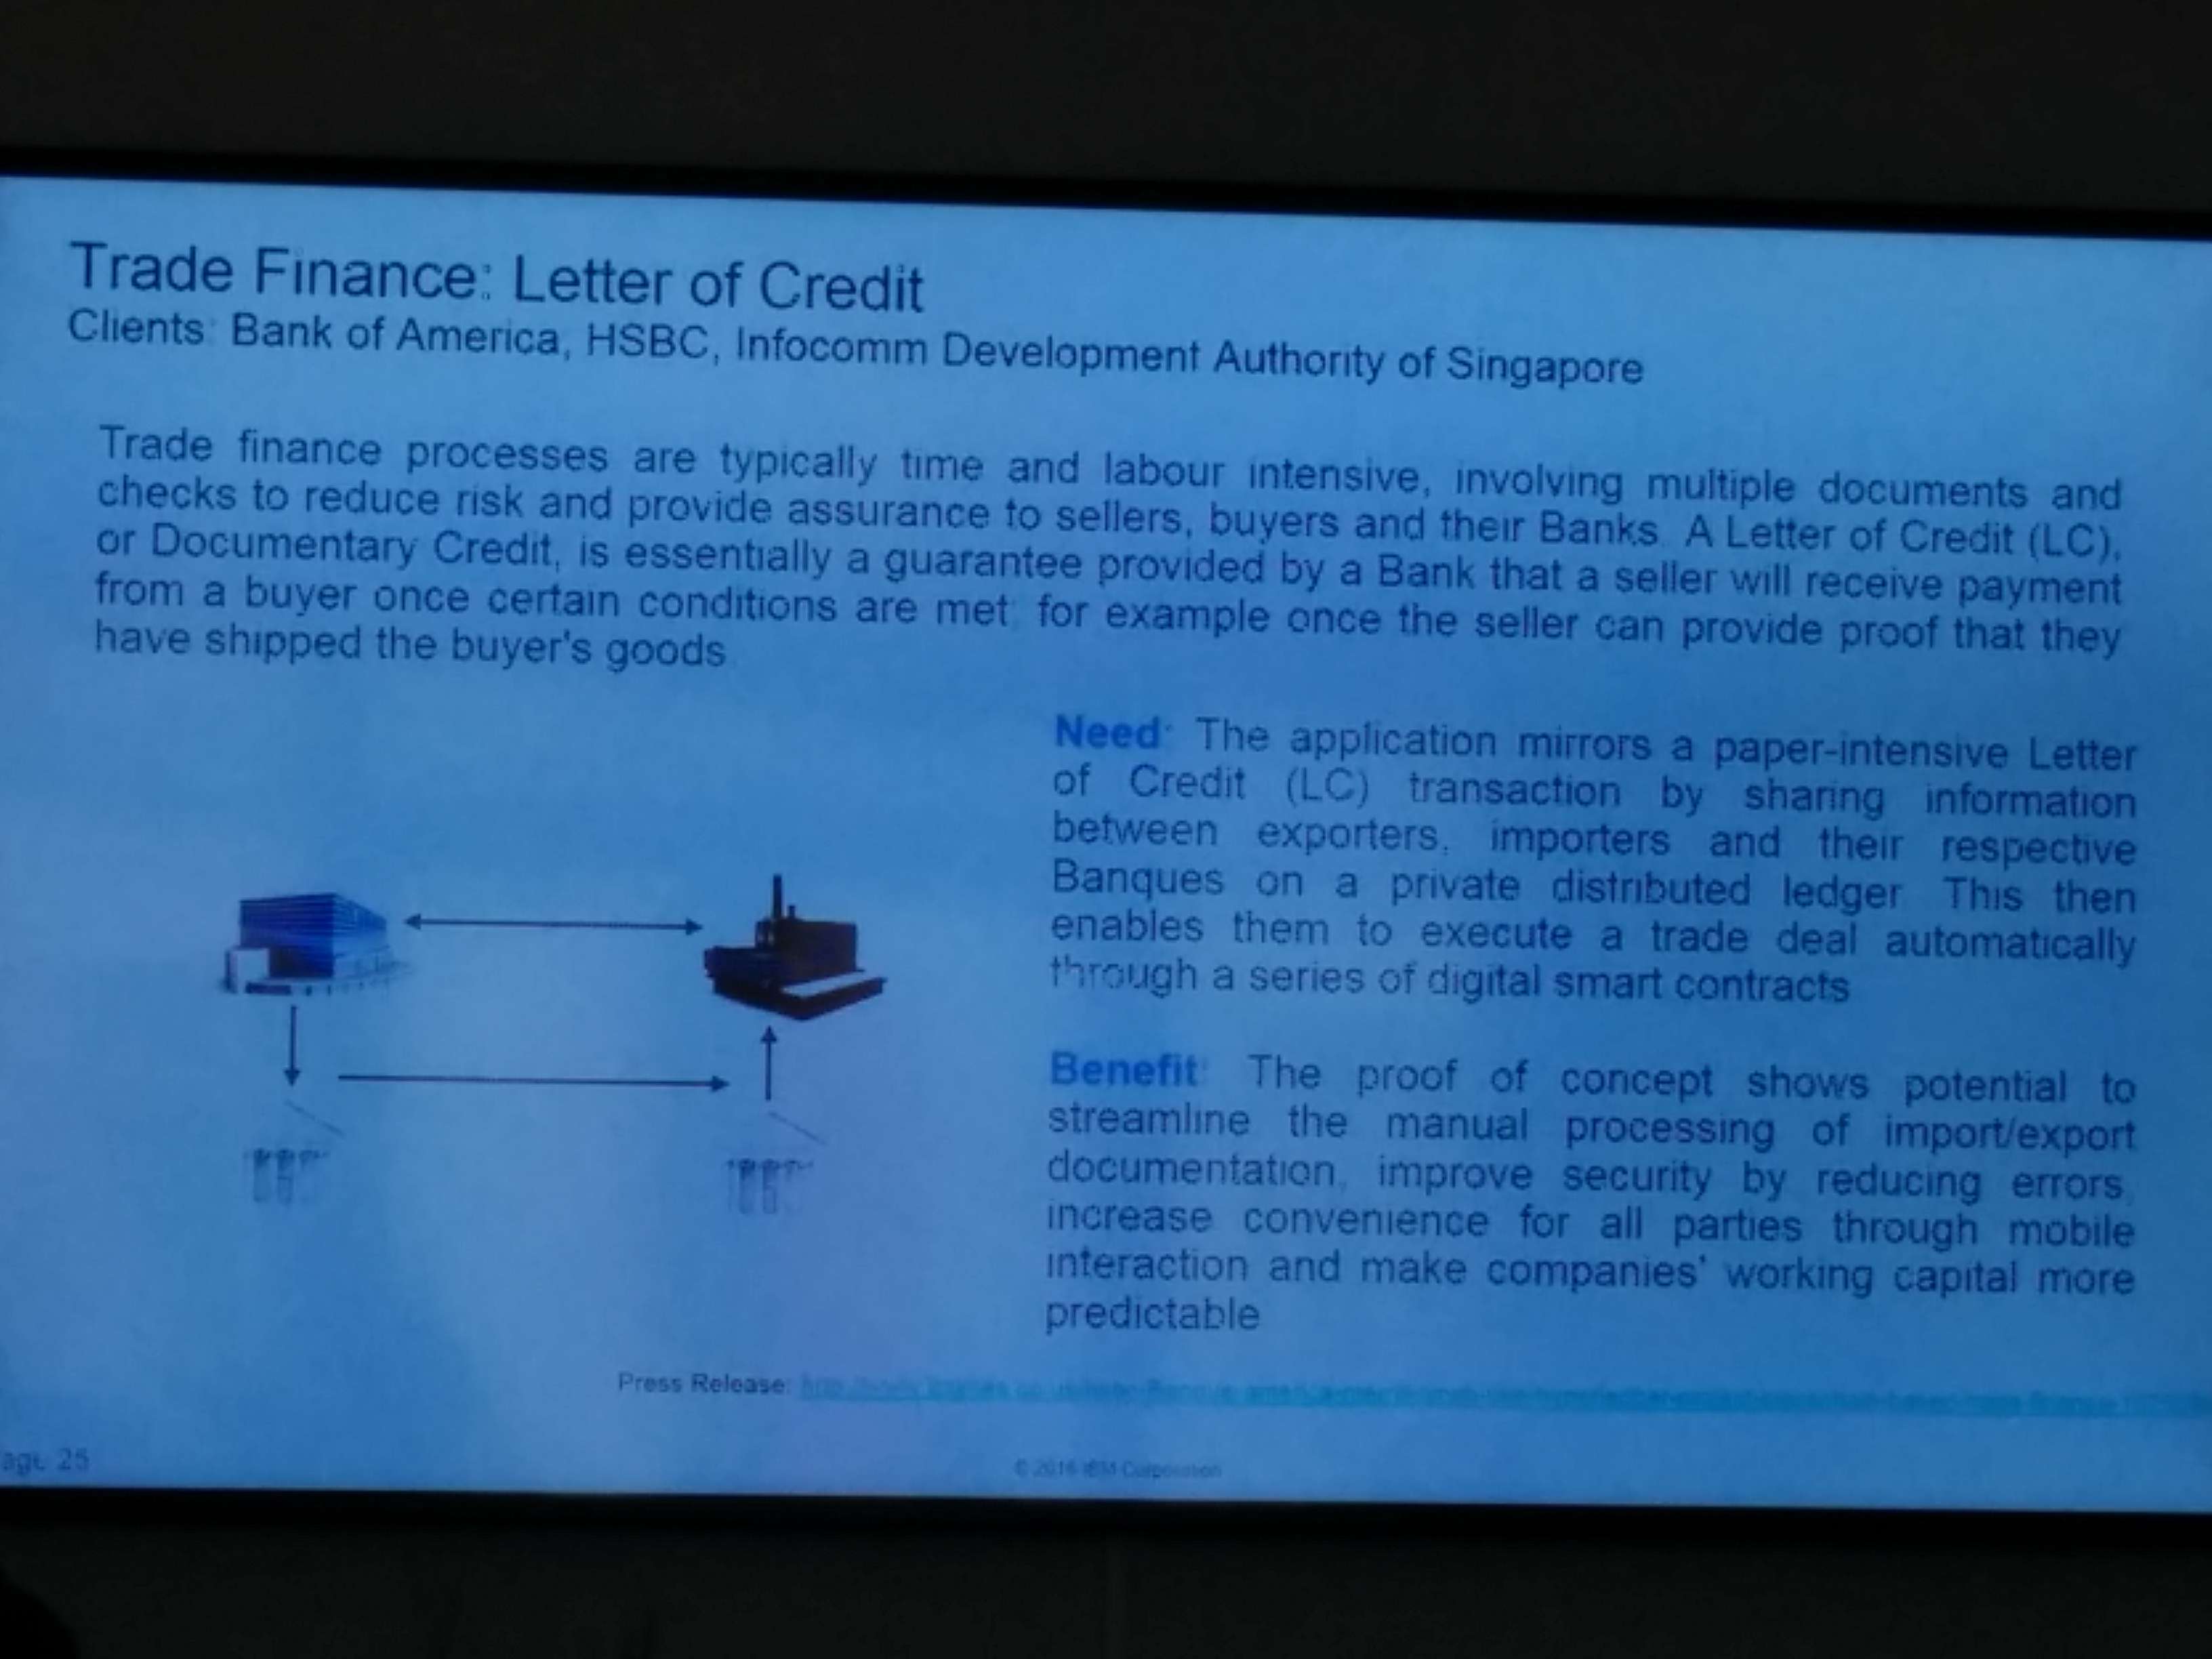 Trade Finance: Letter of Credit
Clients: Bank of America, HSBC, Infocomm Development Authority of Singapore
Trade finance processes are typically time and labour intensive, involving multiple documents and
checks to reduce risk and provide assurance to sellers, buyers and their Banks. A Letter of Credit (LC),
or Documentary Credit, is essentially a guarantee provided by a Bank that a seller will receive payment
from a buyer once certain conditions are met: for example once the seller can provide proof that they
have shipped the buyer's goods
Need: The application mirrors a paper-intensive Letter
of Credit (LC) transaction by sharing information
between exporters, importers and their respective
Banques on a private distributed ledger. This then
enables them to execute a trade deal automatically
through a series of digital smart contracts
Benefit: The proof of concept shows potential to
streamline the manual processing of import/export
documentation, improve security by reducing errors,
increase convenience for all parties through mobile
interaction and make companies' working capital more
predictable
Press Release:
25
© 2016 IBM Corporation